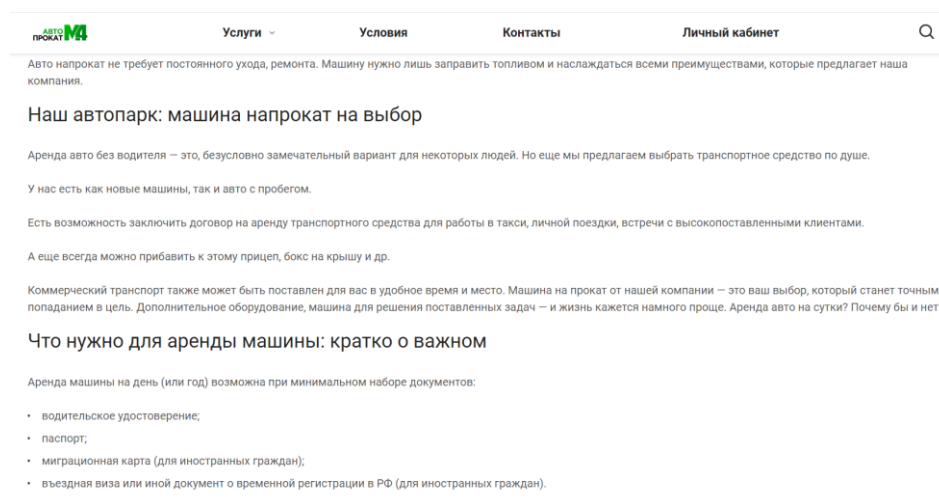 АВТО
ПРОКАТ М4
Услуги
Условия
Контакты
Личный кабинет
Авто напрокат не требует постоянного ухода, ремонта. Машину нужно лишь заправить топливом и наслаждаться всеми преимуществами, которые предлагает наша
компания.
Наш автопарк: машина напрокат на выбор
Аренда авто без водителя — это, безусловно замечательный вариант для некоторых людей. Но еще мы предлагаем выбрать транспортное средство по душе.
У нас есть как новые машины, так и авто с пробегом.
Есть возможность заключить договор на аренду транспортного средства для работы в такси, личной поездки, встречи с высокопоставленными клиентами.
А еще всегда можно прибавить к этому прицеп, бокс на крышу и др.
Коммерческий транспорт также может быть поставлен для вас в удобное время и место. Машина на прокат от нашей компании — это ваш выбор, который станет точным
попаданием в цель. Дополнительное оборудование, машина для решения поставленных задач — и жизнь кажется намного проще. Аренда авто на сутки? Почему бы и нет
Что нужно для аренды машины: кратко о важном
Аренда машины на день (или год) возможна при минимальном наборе документов:
• водительское удостоверение;
• паспорт;
• миграционная карта (для иностранных граждан);
• въездная виза или иной документ о временной регистрации в РФ (для иностранных граждан).